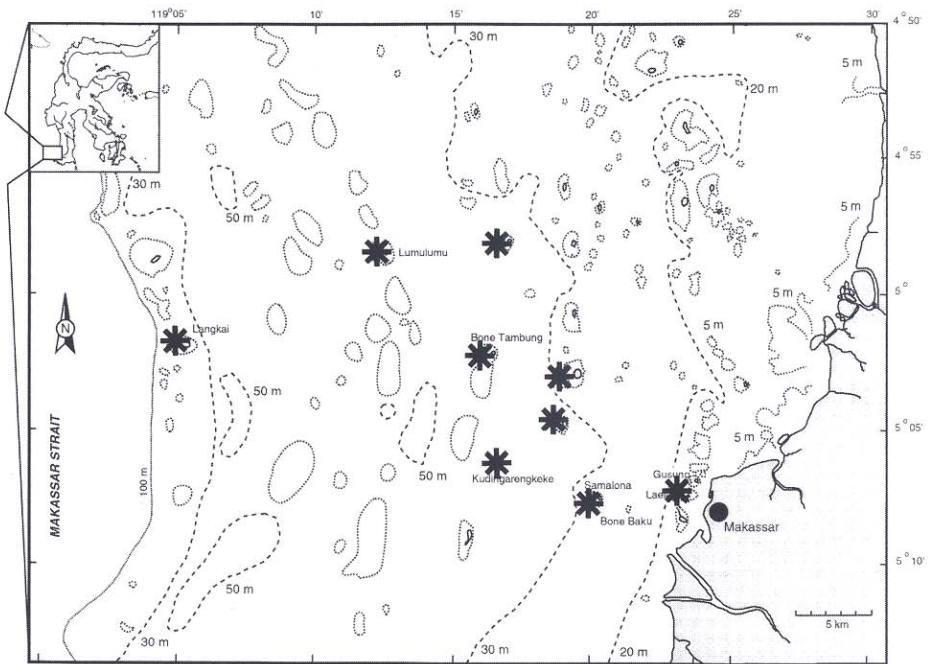 119°05'
10'
15'
20'
25'
30'
4° 50'
30 m
5 m
20 m
4° 55'
30 m
50 m
5 m
Lumulumu
5°
5 m
N
Langkai
5 m
Bone Tambung
50 m
5°05'
5 m
50 m
MAKASSAR STRAIT
100 m
Kudingarengkeke
Gusung
Samalona
Lae
Bone Baku
Makassar
5°10'
50 m
5 km
30 m
30 m
20 m